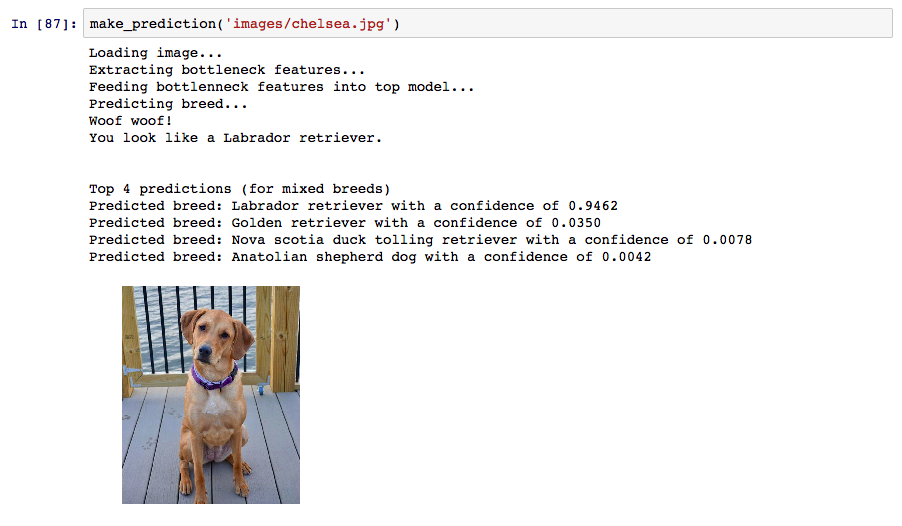 In [87]: make_prediction('images/chelsea.jpg')
Loading image...
Extracting bottleneck features...
Feeding bottlenneck features into top model...
Predicting breed...
Woof woof!
You look like a Labrador retriever.
Top 4 predictions (for mixed breeds)
Predicted breed: Labrador retriever with a confidence of 0.9462
Predicted breed: Golden retriever with a confidence of 0.0350
Predicted breed: Nova scotia duck tolling retriever with a confidence of 0.0078
Predicted breed: Anatolian shepherd dog with a confidence of 0.0042